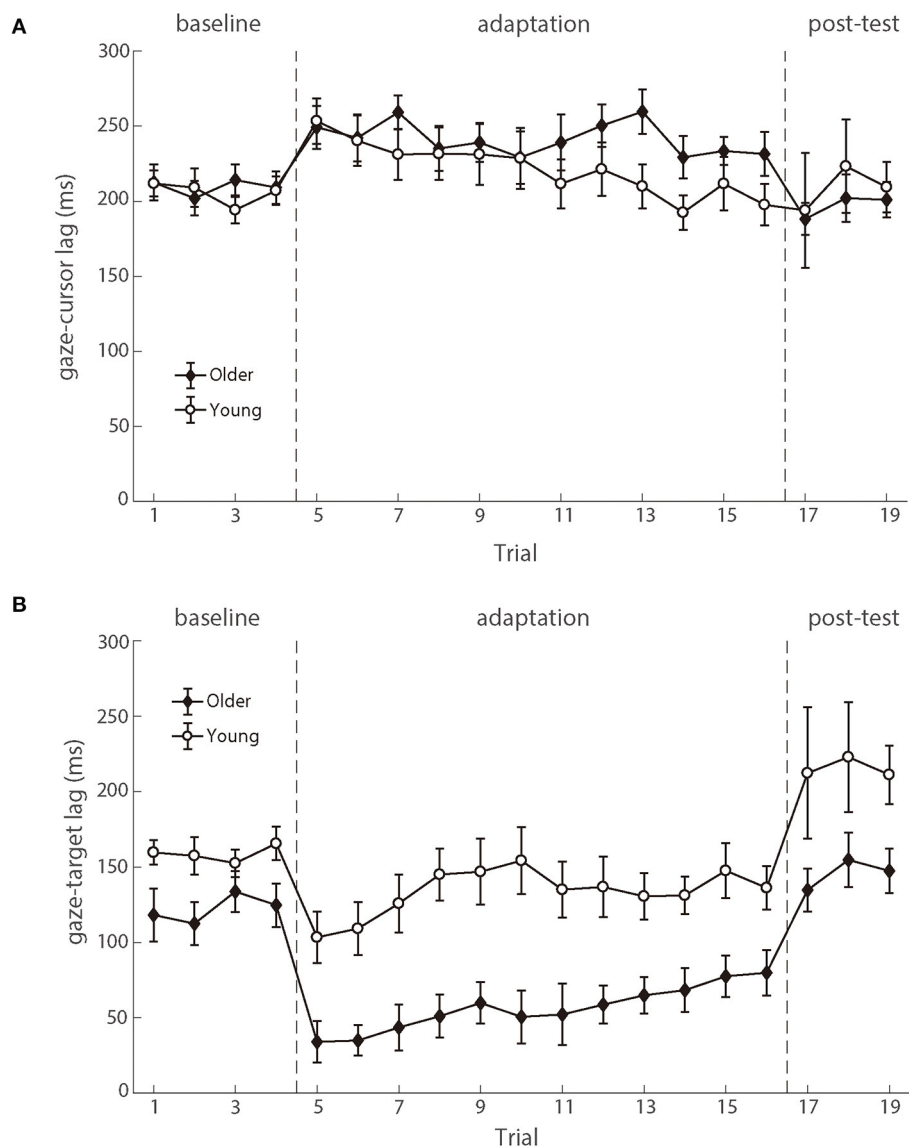 A
baseline adaptation post-test
300
250
200
150
100
50
0
gaze-cursor lag (ms)
Older
Young
1 3 5 7 9 11 13 15 17 19
Trial
B
baseline adaptation post-test
300
250
200
150
100
50
0
gaze-target lag (ms)
Older
Young
1 3 5 7 9 11 13 15 17 19
Trial